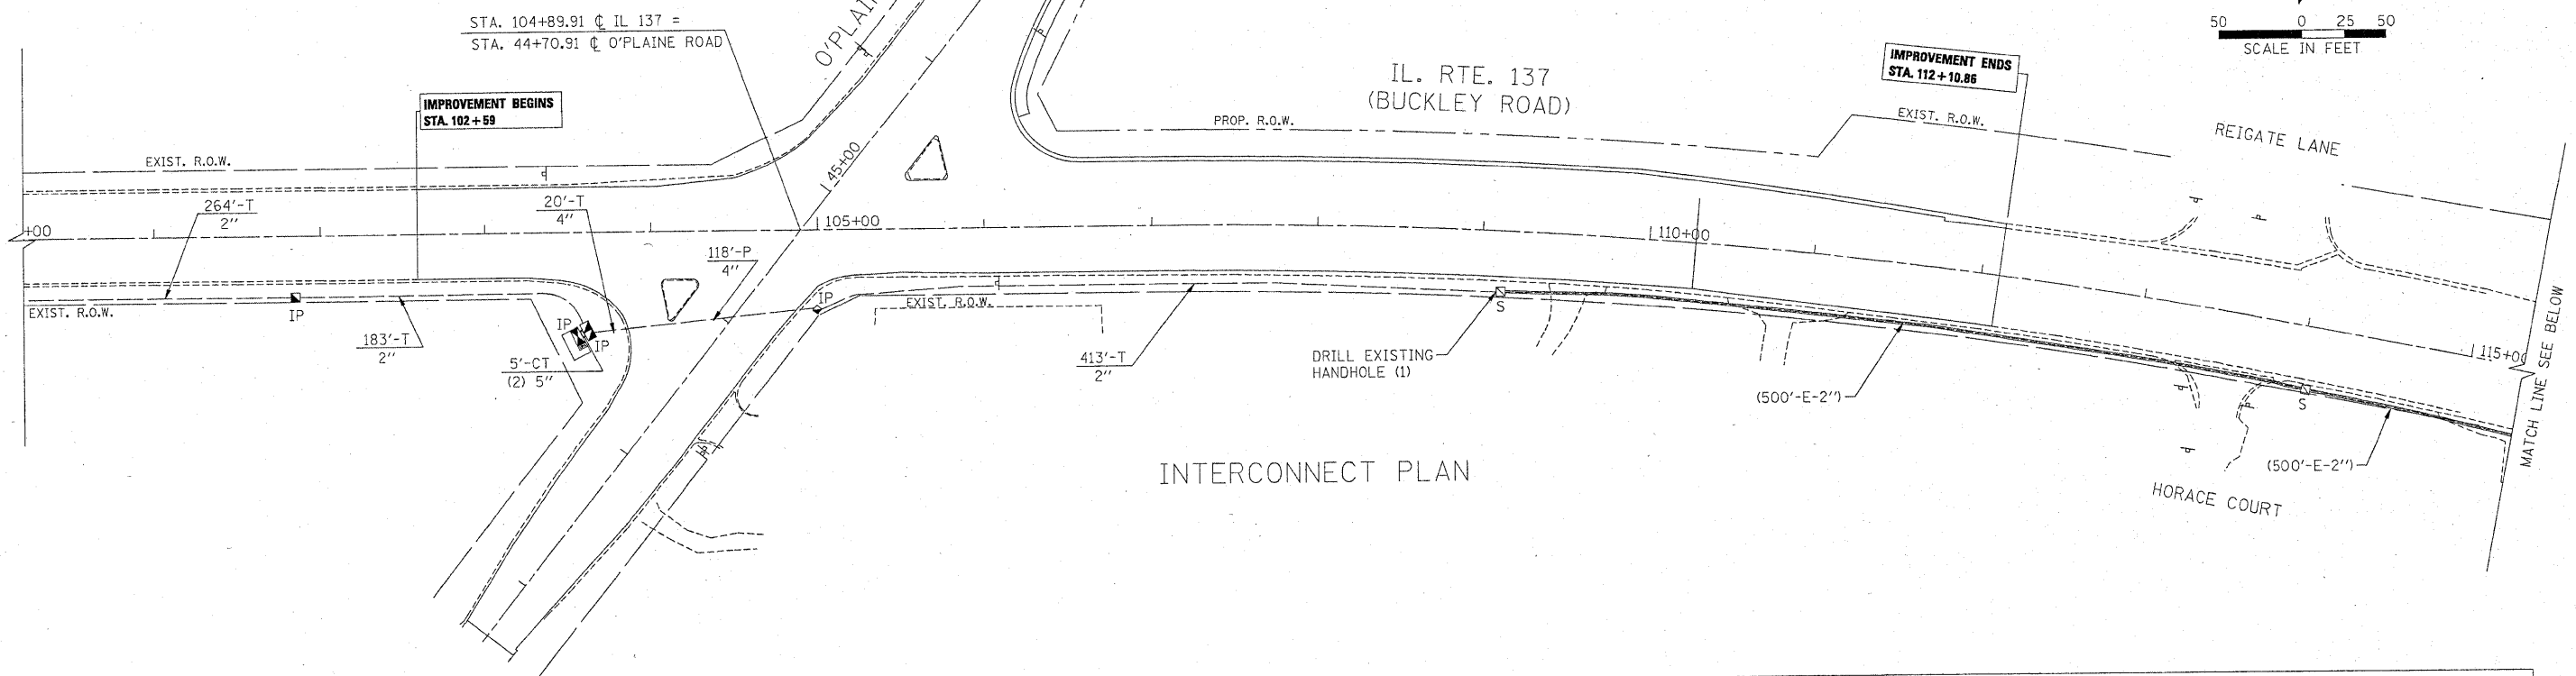 STA. 104+89.91 ℄ IL 137 =
STA. 44+70.91 ℄ O'PLAINE ROAD
50 0 25 50
SCALE IN FEET
IMPROVEMENT BEGINS
STA. 102+59
IL. RTE. 137
(BUCKLEY ROAD)
IMPROVEMENT ENDS
STA. 112+10.86
PROP. R.O.W.
EXIST. R.O.W.
REIGATE LANE
EXIST. R.O.W.
45+00
264'-T
2"
20'-T
4"
+00
105+00
110+00
118'-P
4"
IP
IP
EXIST. R.O.W.
EXIST. R.O.W.
S
IP
IP
183'-T
2"
5'-CT
(2) 5"
413'-T
2"
DRILL EXISTING
HANDHOLE (1)
(500'-E-2")
115+00
S
MATCH LINE SEE BELOW
INTERCONNECT PLAN
(500'-E-2")
HORACE COURT